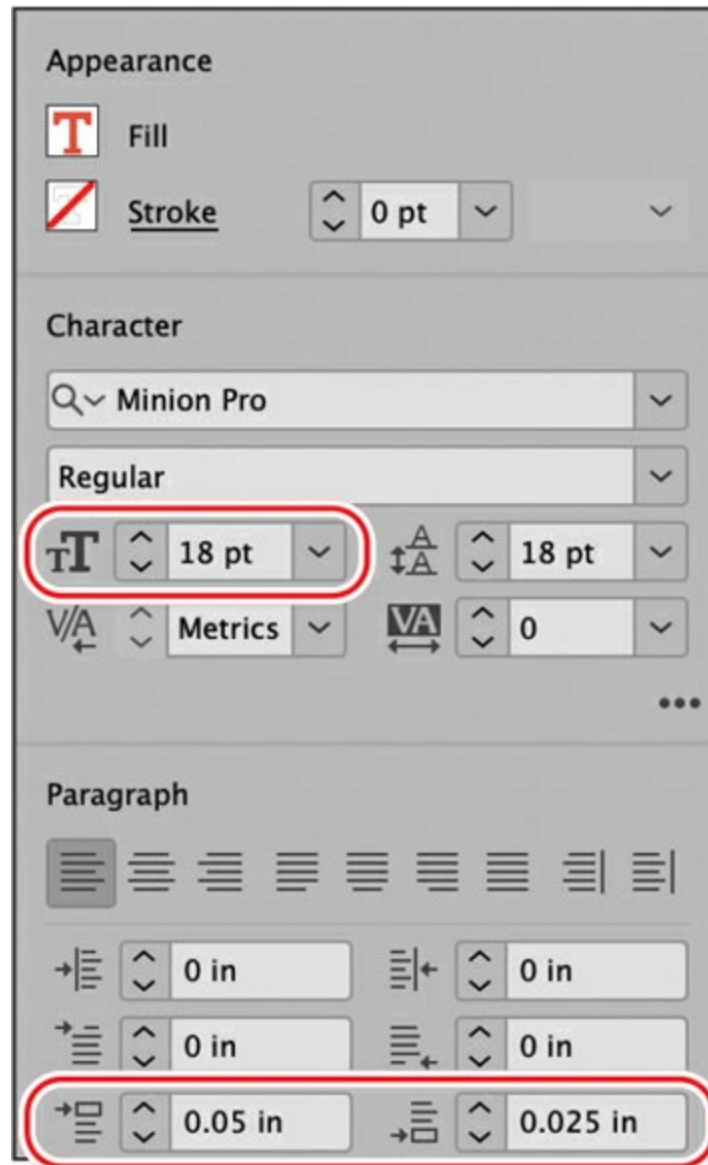 Appearance
Fill
Stroke 0 pt
Character
Minion Pro
Regular
18 pt 18 pt
Metrics 0
Paragraph
0 in 0 in
0 in 0 in
0.05 in 0.025 in